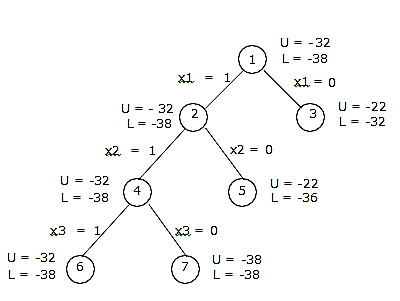 U = -32
1
L = -38
x1 = 1
x1 = 0
U = - 32
L = -38
2
3
U = -22
L = -32
x2 = 1
x2 = 0
U = -32
L = -38
4
5
U = -22
L = -36
x3 = 1
x3 = 0
U = -32
L = -38
6
7
U = -38
L = -38